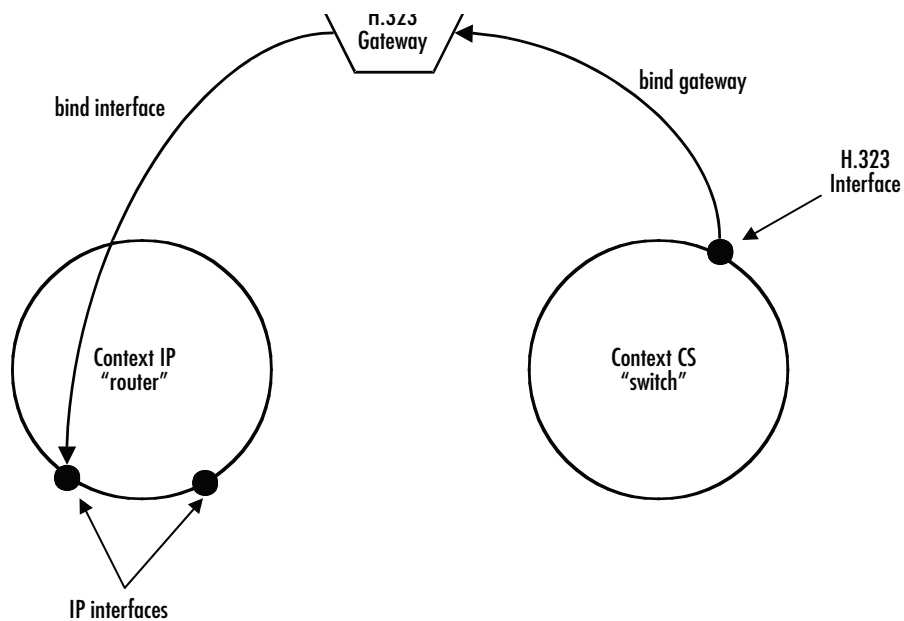 H.323
Gateway
bind interface
bind gateway
H.323
Interface
Context IP
“router”
Context CS
“switch”
IP interfaces